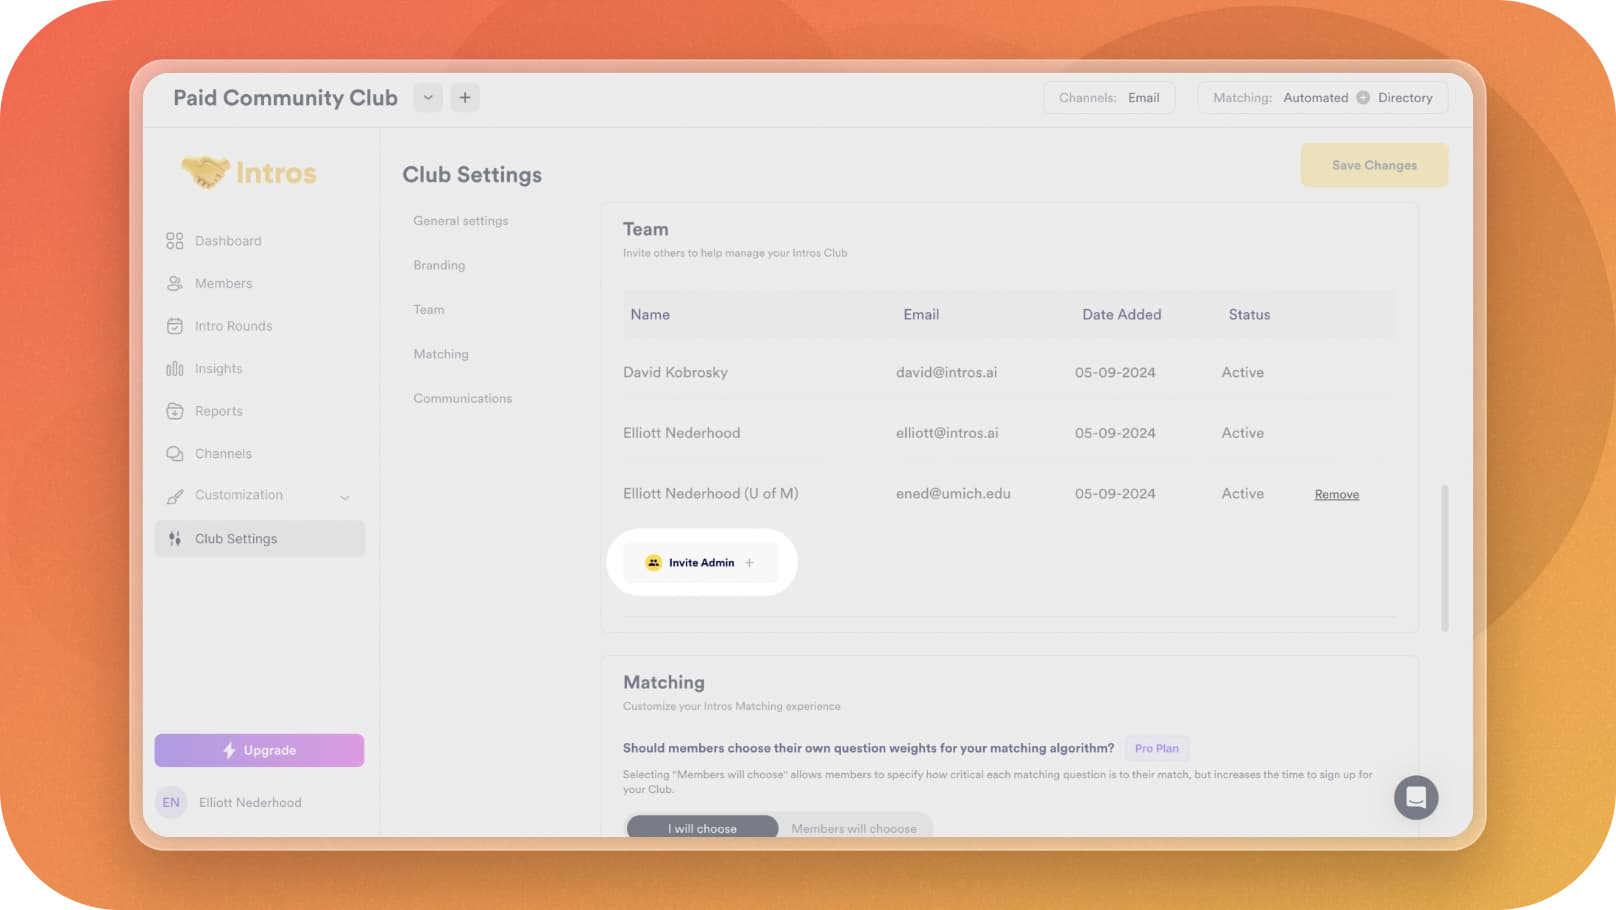 Paid Community Club
Channels: Email
Matching: Automated Directory
Intros
Dashboard
Members
Intro Rounds
Insights
Reports
Channels
Customization
Club Settings
Upgrade
EN Elliott Nederhood
Club Settings
Save Changes
General settings
Branding
Team
Matching
Communications
Team
Invite others to help manage your Intros Club
Name Email Date Added Status
David Kobrosky david@intros.ai 05-09-2024 Active
Elliott Nederhood elliott@intros.ai 05-09-2024 Active
Elliott Nederhood (U of M) ened@umich.edu 05-09-2024 Active Remove
Invite Admin +
Matching
Customize your Intros Matching experience
Should members choose their own question weights for your matching algorithm? Pro Plan
Selecting "Members will choose" allows members to specify how critical each matching question is to their match, but increases the time to sign up for
your Club.
I will choose Members will chooose